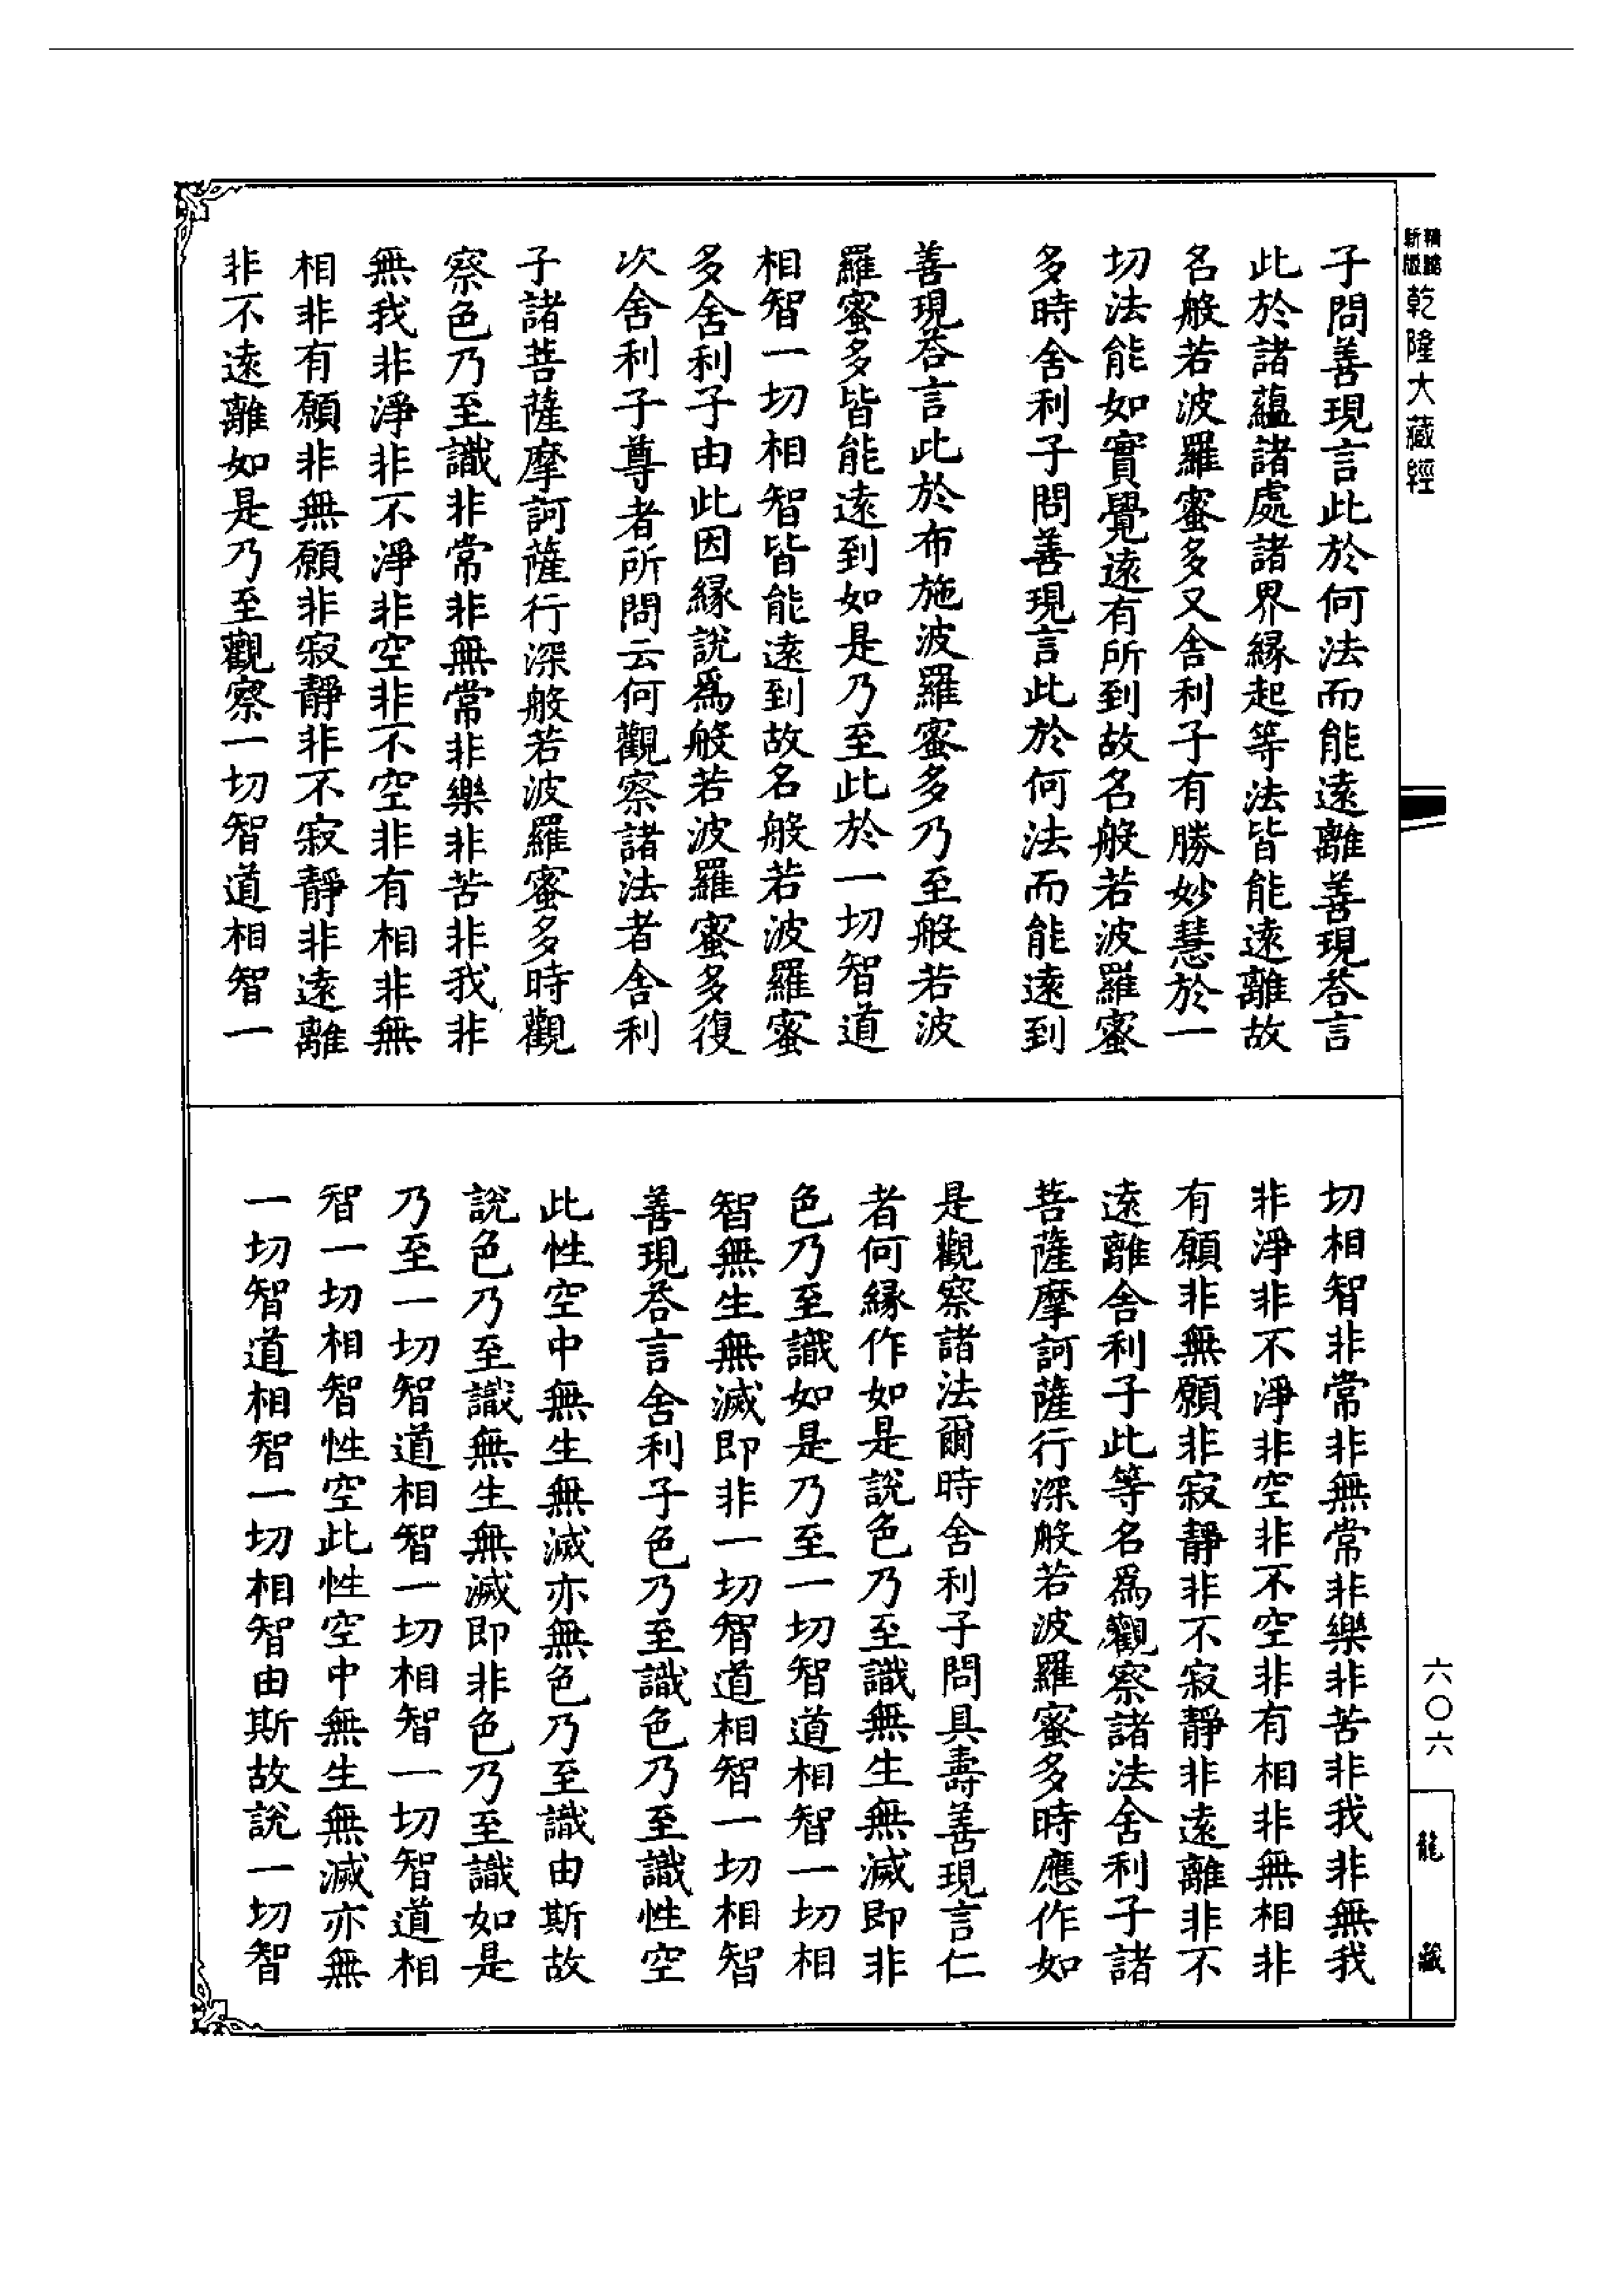 子問善現言此於何法而能遠離善現荅言
此於諸蘊諸處諸界縁起等法皆能遠離故
名般若波羅蜜多又舍利子有勝妙慧於一
切法能如實覺遠有所到故名般若波羅蜜
多時舍利子問善現言此於何法而能遠到
善現荅言此於布施波羅蜜多乃至般若波
羅蜜多皆能遠到如是乃至此於一切智道
相智一切相智皆能遠到故名般若波羅蜜
多舍利子由此因縁說爲般若波羅蜜多復
次舍利子尊者所問云何觀察諸法者舍利
子諸菩薩摩訶薩行深般若波羅蜜多時觀
察色乃至識非常非無常非樂非苦非我非
無我非淨非不淨非空非不空非有相非無
相非有願非無願非寂靜非不寂靜非遠離
非不遠離如是乃至觀察一切智道相智一
切相智非常非無常非樂非苦非我非無我
非淨非不淨非空非不空非有相非無相非
有願非無願非寂靜非不寂靜非遠離非不
遠離舍利子此等名爲觀察諸法舍利子諸
菩薩摩訶薩行深般若波羅蜜多時應作如
是觀察諸法爾時舍利子問具壽善現言仁
者何縁作如是說色乃至識無生無滅即非
色乃至識如是乃至一切智道相智一切相
智無生無滅即非一切智道相智一切相智
善現荅言舍利子色乃至識色乃至識性空
此性空中無生無滅亦無色乃至識由斯故
說色乃至識無生無滅即非色乃至識如是
乃至一切智道相智一切相智一切智道相
智一切相智性空此性空中無生無滅亦無
一切智道相智一切相智由斯故說一切智
新版
乾隆大藏經
六〇六
龍藏